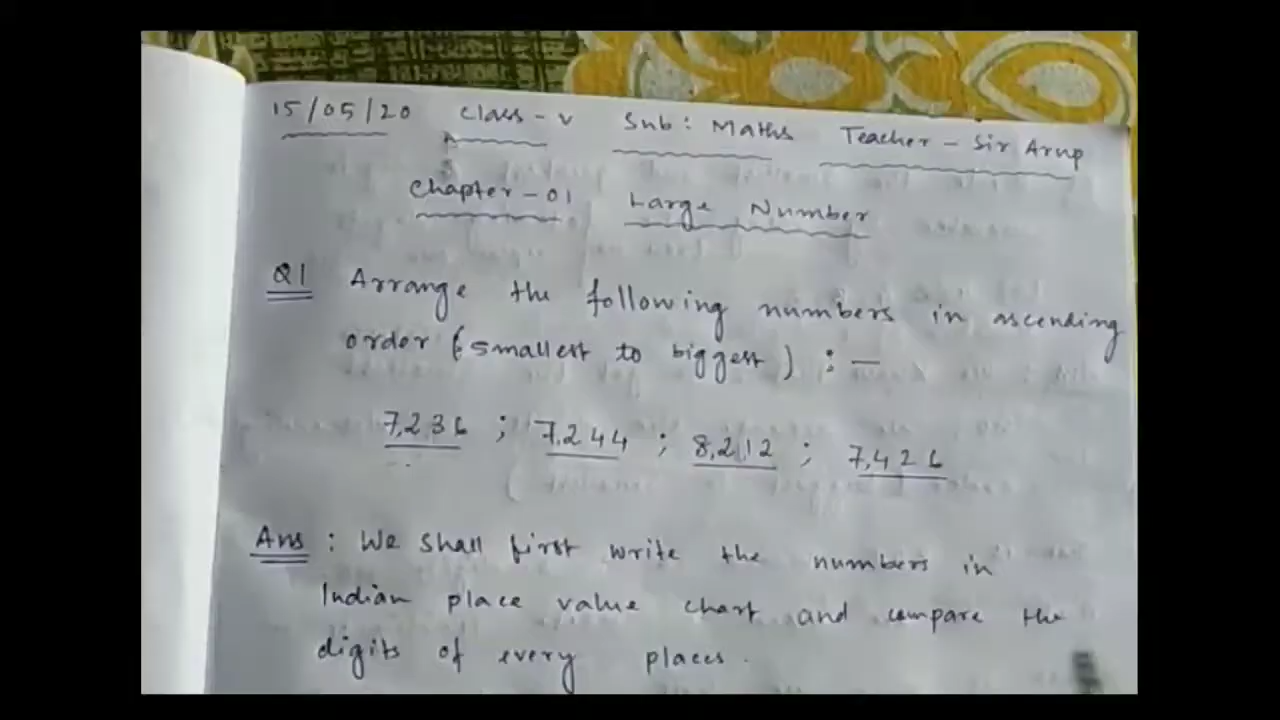 15/05/20 Class - V Sub : Maths Teacher - Sir Arup
Chapter - 01 Large Number
Q1 Arrange the following numbers in ascending
order (smallest to biggest) : —
7,236 ; 7,244 ; 8,212 ; 7,426
Ans : We shall first write the numbers in
Indian place value chart and compare the
digits of every places.